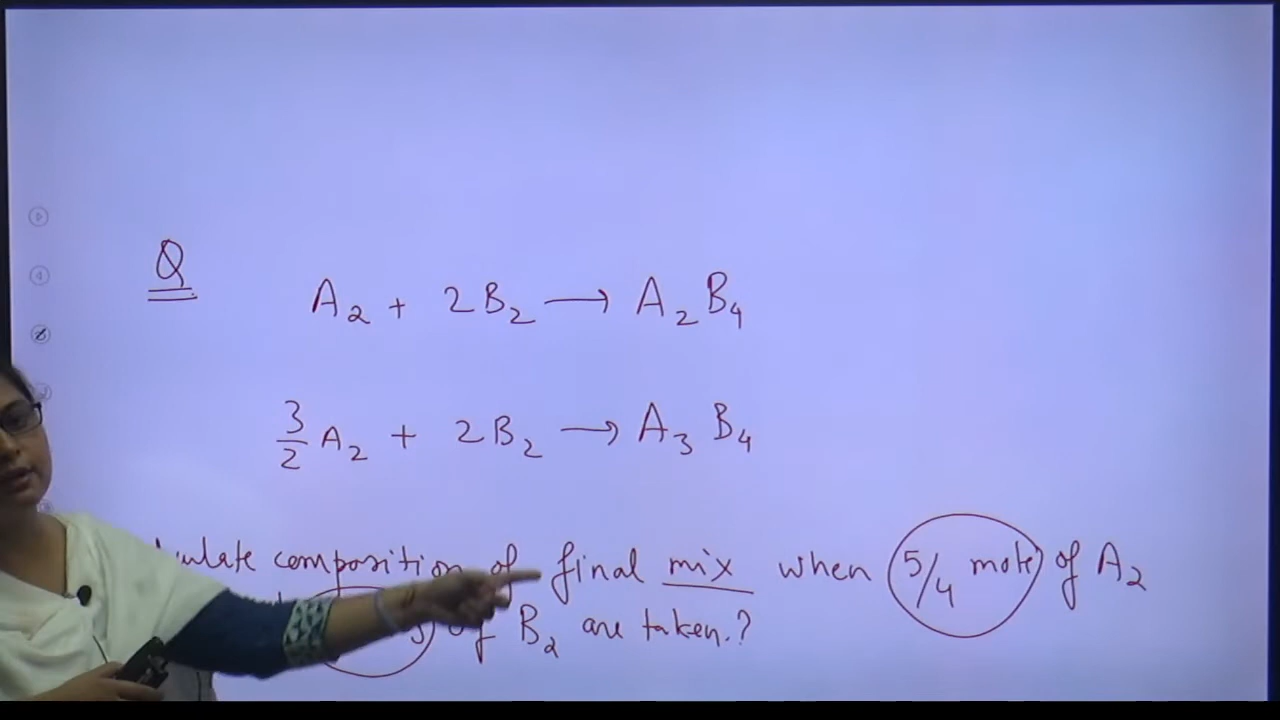 Q
A₂ + 2B₂ → A₂B₄
3/2 A₂ + 2B₂ → A₃B₄
composition of final mix when 5/4 mole of A₂
of B₂ are taken.?